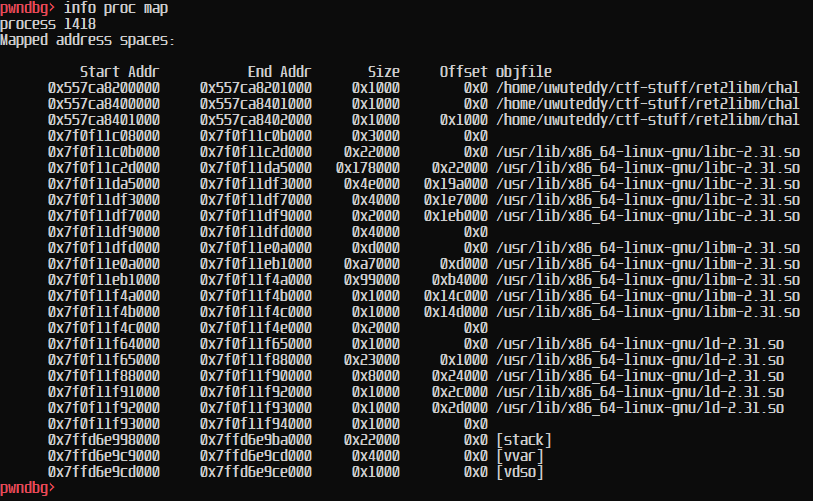 pwndbg> info proc map
process 1418
Mapped address spaces:
Start Addr End Addr Size Offset objfile
0x557ca8200000 0x557ca8201000 0x1000 0x0 /home/uwuteddy/ctf-stuff/ret2libm/chal
0x557ca8400000 0x557ca8401000 0x1000 0x0 /home/uwuteddy/ctf-stuff/ret2libm/chal
0x557ca8401000 0x557ca8402000 0x1000 0x1000 /home/uwuteddy/ctf-stuff/ret2libm/chal
0x7f0f11c08000 0x7f0f11c0b000 0x3000 0x0
0x7f0f11c0b000 0x7f0f11c2d000 0x22000 0x0 /usr/lib/x86_64-linux-gnu/libc-2.31.so
0x7f0f11c2d000 0x7f0f11da5000 0x178000 0x22000 /usr/lib/x86_64-linux-gnu/libc-2.31.so
0x7f0f11da5000 0x7f0f11df3000 0x4e000 0x19a000 /usr/lib/x86_64-linux-gnu/libc-2.31.so
0x7f0f11df3000 0x7f0f11df7000 0x4000 0x1e7000 /usr/lib/x86_64-linux-gnu/libc-2.31.so
0x7f0f11df7000 0x7f0f11df9000 0x2000 0x1eb000 /usr/lib/x86_64-linux-gnu/libc-2.31.so
0x7f0f11df9000 0x7f0f11dfd000 0x4000 0x0
0x7f0f11dfd000 0x7f0f11e0a000 0xd000 0x0 /usr/lib/x86_64-linux-gnu/libm-2.31.so
0x7f0f11e0a000 0x7f0f11eb1000 0xa7000 0xd000 /usr/lib/x86_64-linux-gnu/libm-2.31.so
0x7f0f11eb1000 0x7f0f11f4a000 0x99000 0xb4000 /usr/lib/x86_64-linux-gnu/libm-2.31.so
0x7f0f11f4a000 0x7f0f11f4b000 0x1000 0x14c000 /usr/lib/x86_64-linux-gnu/libm-2.31.so
0x7f0f11f4b000 0x7f0f11f4c000 0x1000 0x14d000 /usr/lib/x86_64-linux-gnu/libm-2.31.so
0x7f0f11f4c000 0x7f0f11f4e000 0x2000 0x0
0x7f0f11f64000 0x7f0f11f65000 0x1000 0x0 /usr/lib/x86_64-linux-gnu/ld-2.31.so
0x7f0f11f65000 0x7f0f11f88000 0x23000 0x1000 /usr/lib/x86_64-linux-gnu/ld-2.31.so
0x7f0f11f88000 0x7f0f11f90000 0x8000 0x24000 /usr/lib/x86_64-linux-gnu/ld-2.31.so
0x7f0f11f91000 0x7f0f11f92000 0x1000 0x2c000 /usr/lib/x86_64-linux-gnu/ld-2.31.so
0x7f0f11f92000 0x7f0f11f93000 0x1000 0x2d000 /usr/lib/x86_64-linux-gnu/ld-2.31.so
0x7f0f11f93000 0x7f0f11f94000 0x1000 0x0
0x7ffd6e998000 0x7ffd6e9ba000 0x22000 0x0 [stack]
0x7ffd6e9c9000 0x7ffd6e9cd000 0x4000 0x0 [vvar]
0x7ffd6e9cd000 0x7ffd6e9ce000 0x1000 0x0 [vdso]
pwndbg>